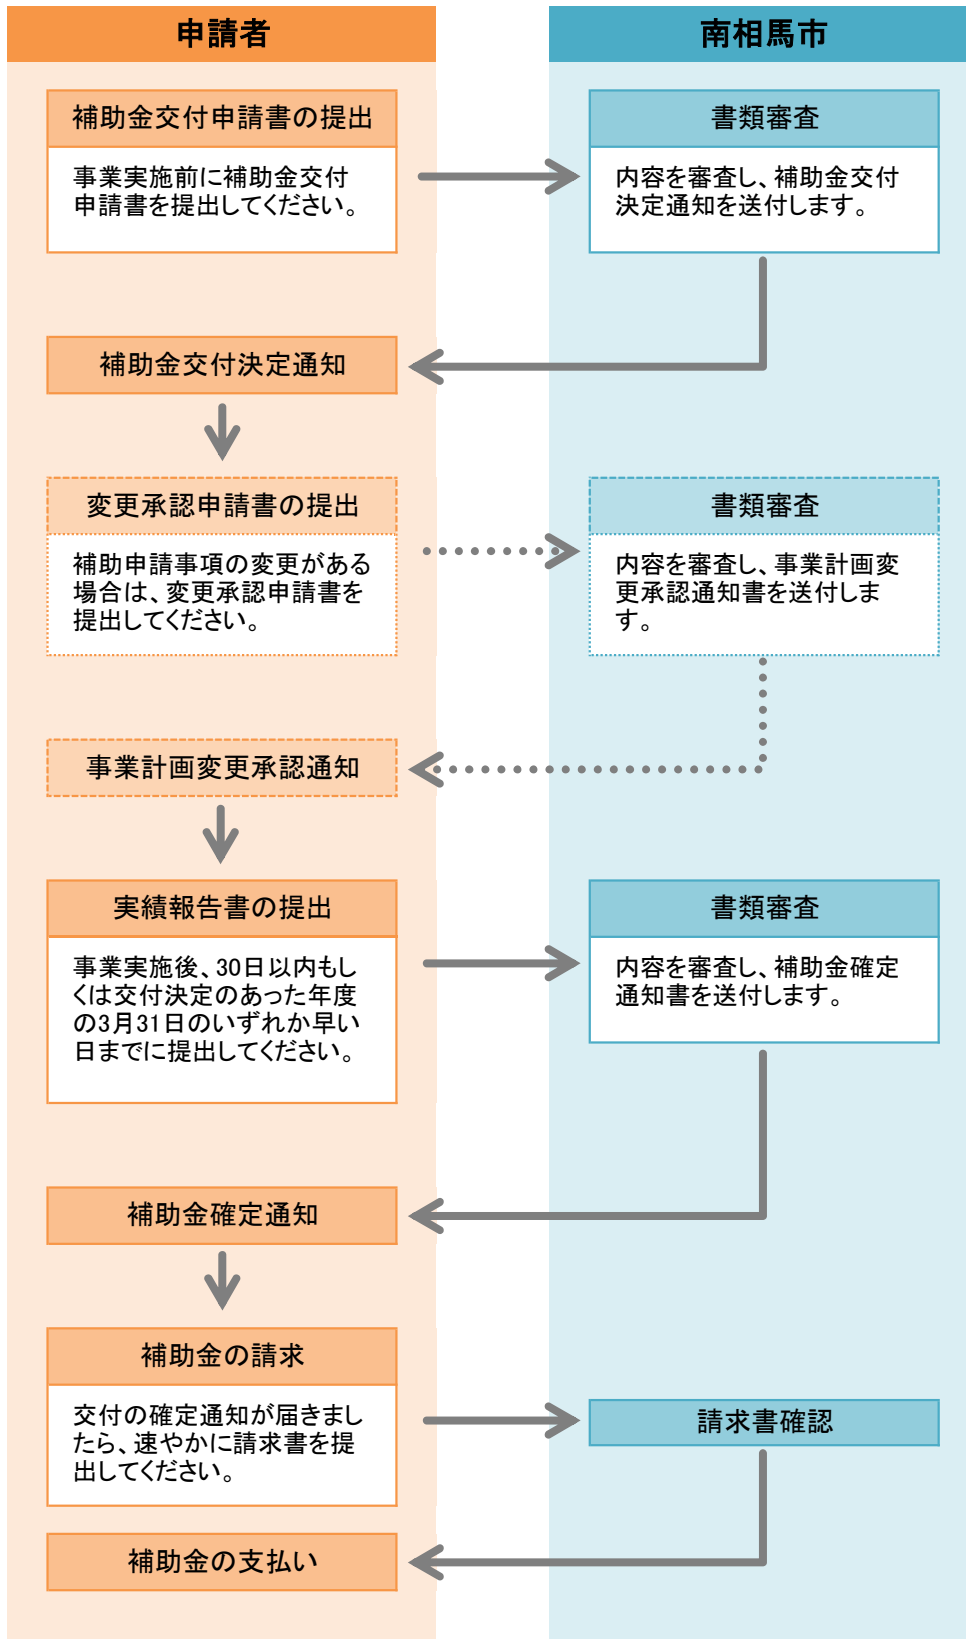 申請者
南相馬市
補助金交付申請書の提出
事業実施前に補助金交付
申請書を提出してください。
書類審査
内容を審査し、補助金交付
決定通知を送付します。
補助金交付決定通知
変更承認申請書の提出
補助申請事項の変更がある
場合は、変更承認申請書を
提出してください。
書類審査
内容を審査し、事業計画変
更承認通知書を送付しま
す。
事業計画変更承認通知
実績報告書の提出
事業実施後、30日以内もし
くは交付決定のあった年度
の3月31日のいずれか早い
日までに提出してください。
書類審査
内容を審査し、補助金確定
通知書を送付します。
補助金確定通知
補助金の請求
交付の確定通知が届きまし
たら、速やかに請求書を提
出してください。
請求書確認
補助金の支払い